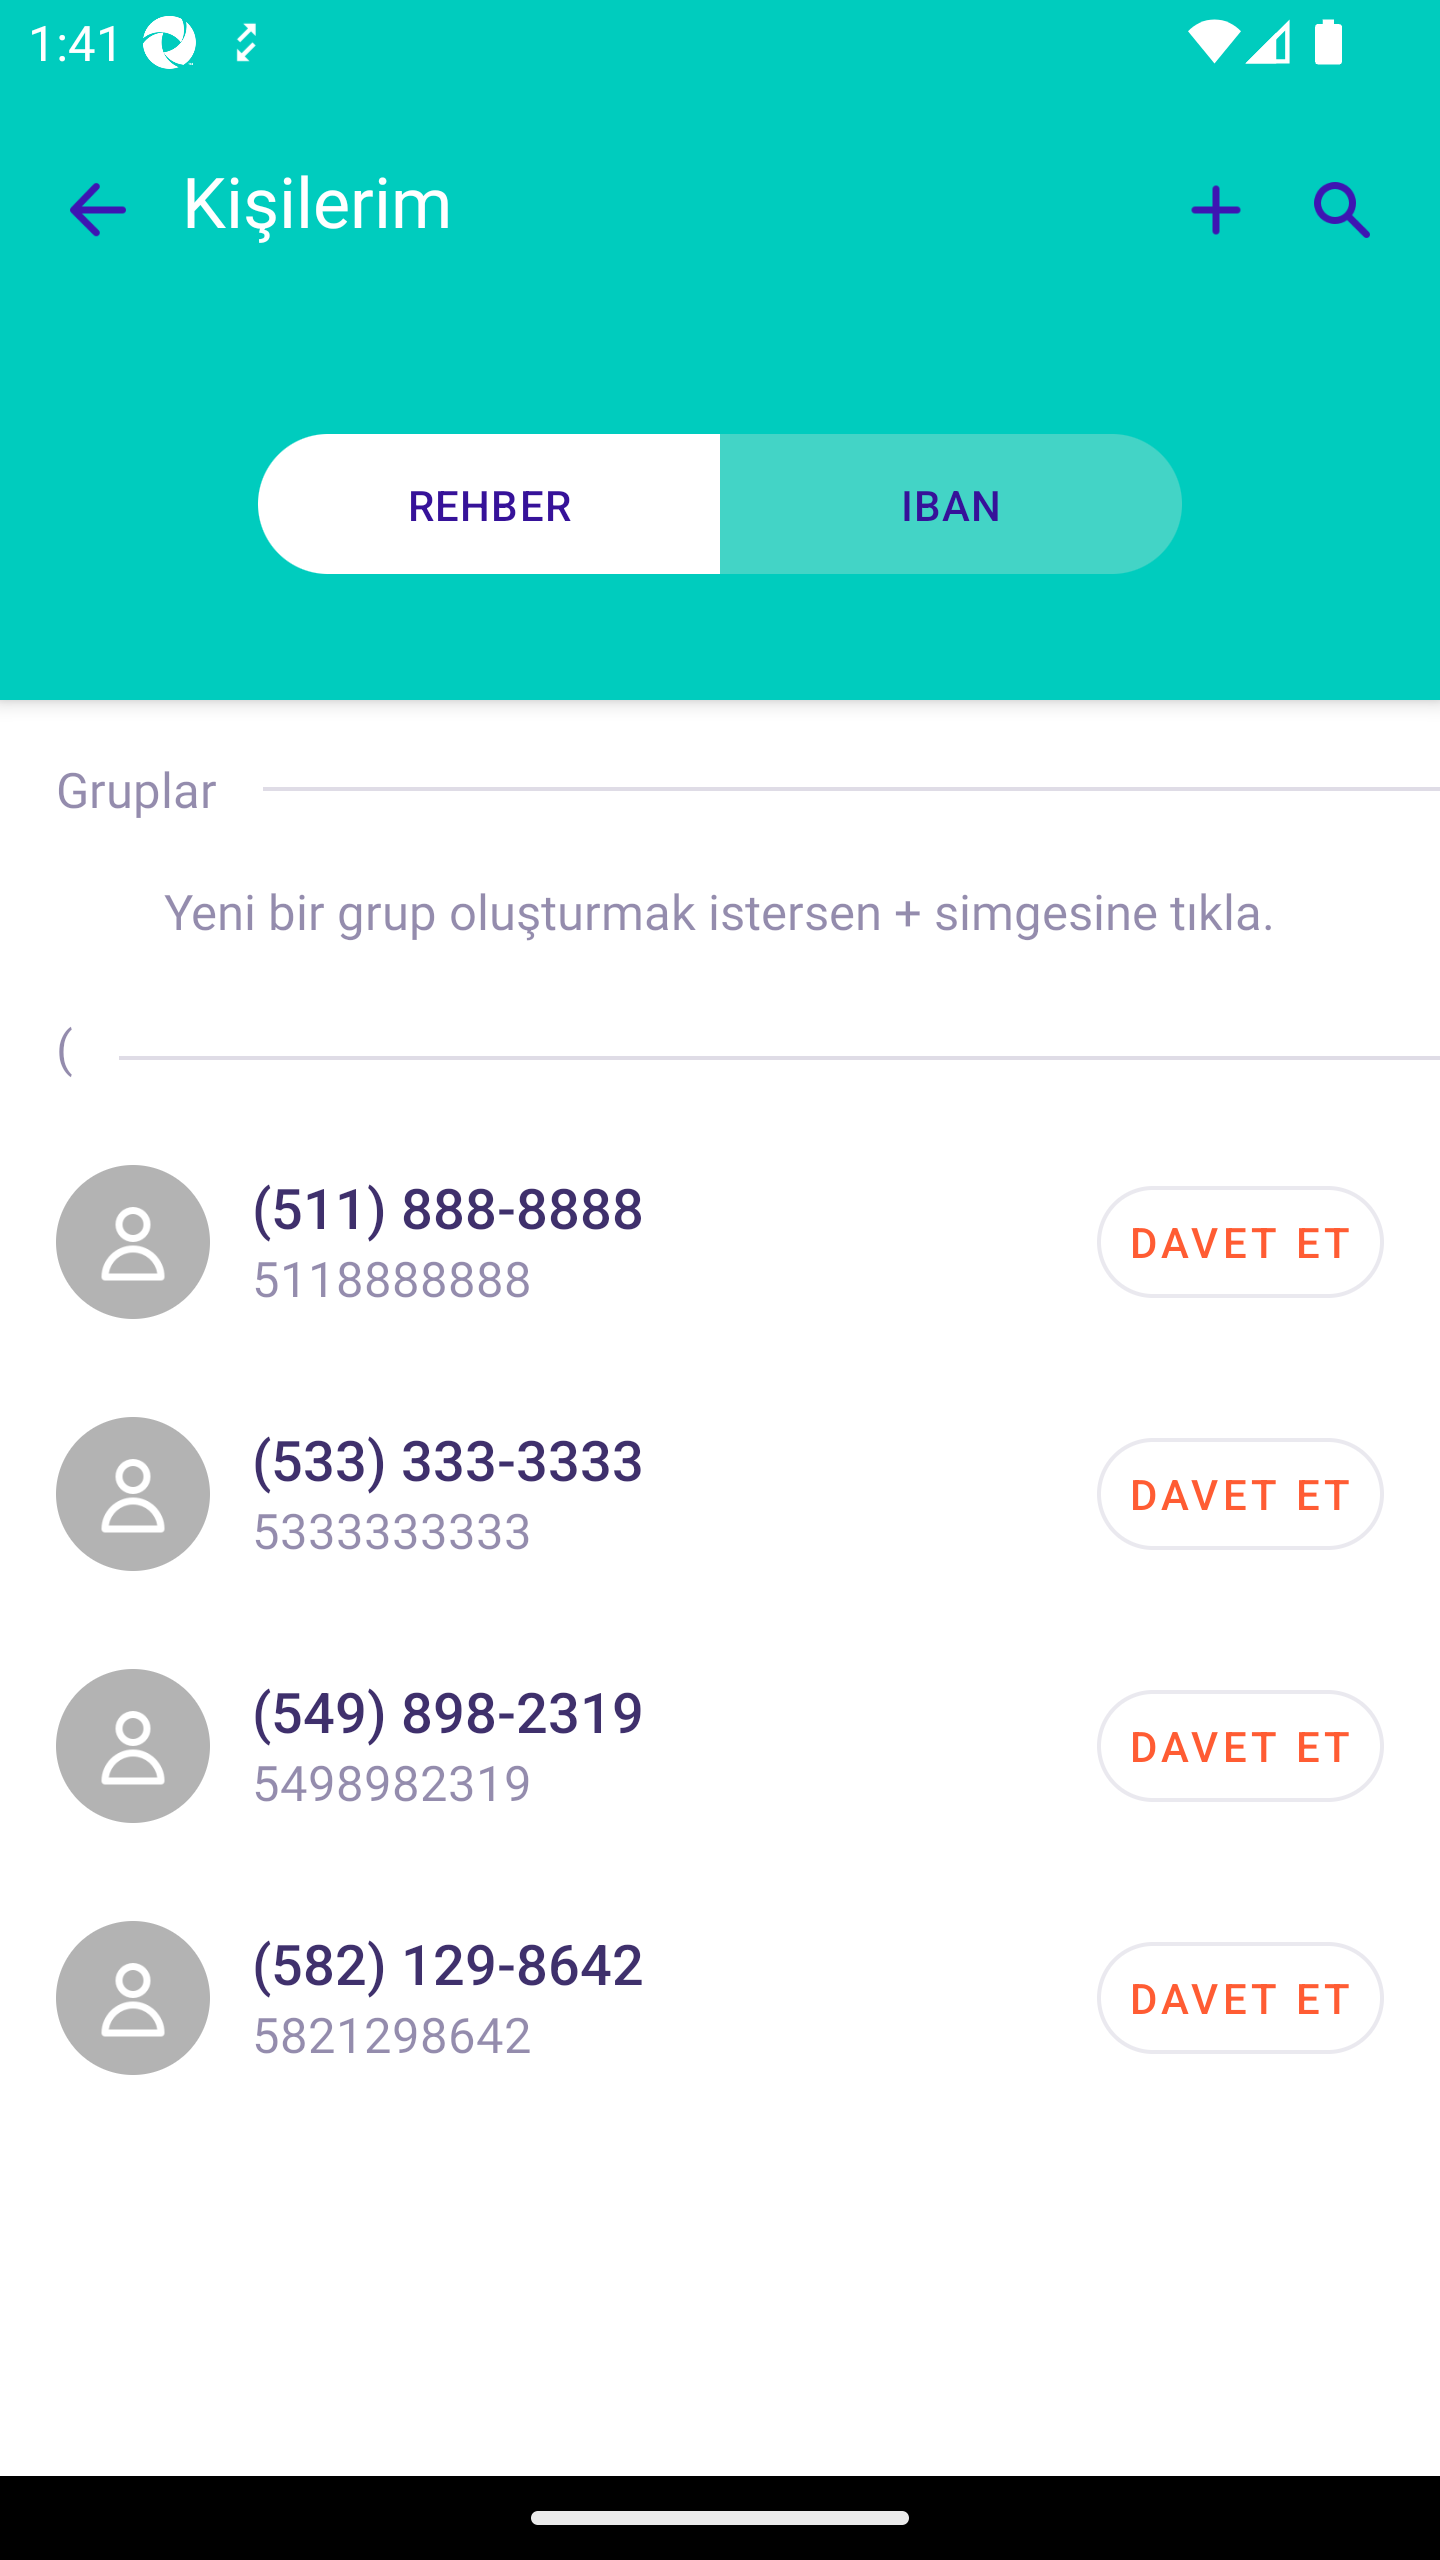 1:41
Kişilerim
REHBER
IBAN
Gruplar
Yeni bir grup oluşturmak istersen + simgesine tıkla.
(
(511) 888-8888
5118888888
DAVET ET
(533) 333-3333
5333333333
DAVET ET
(549) 898-2319
5498982319
DAVET ET
(582) 129-8642
5821298642
DAVET ET